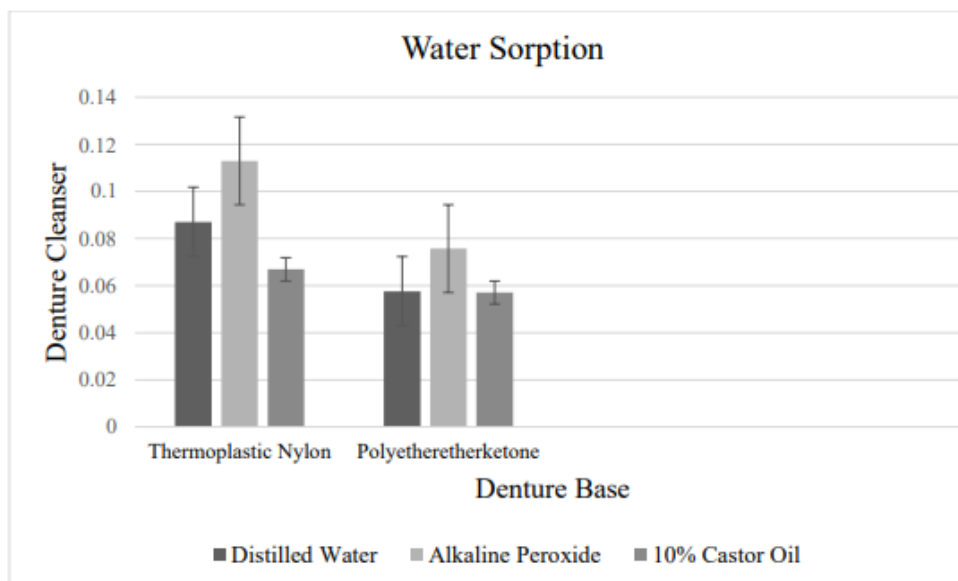 Water Sorption
0.14
0.12
0.1
0.08
0.06
0.04
0.02
0
Denture Cleanser
Thermoplastic Nylon Polyetheretherketone
Denture Base
Distilled Water Alkaline Peroxide 10% Castor Oil